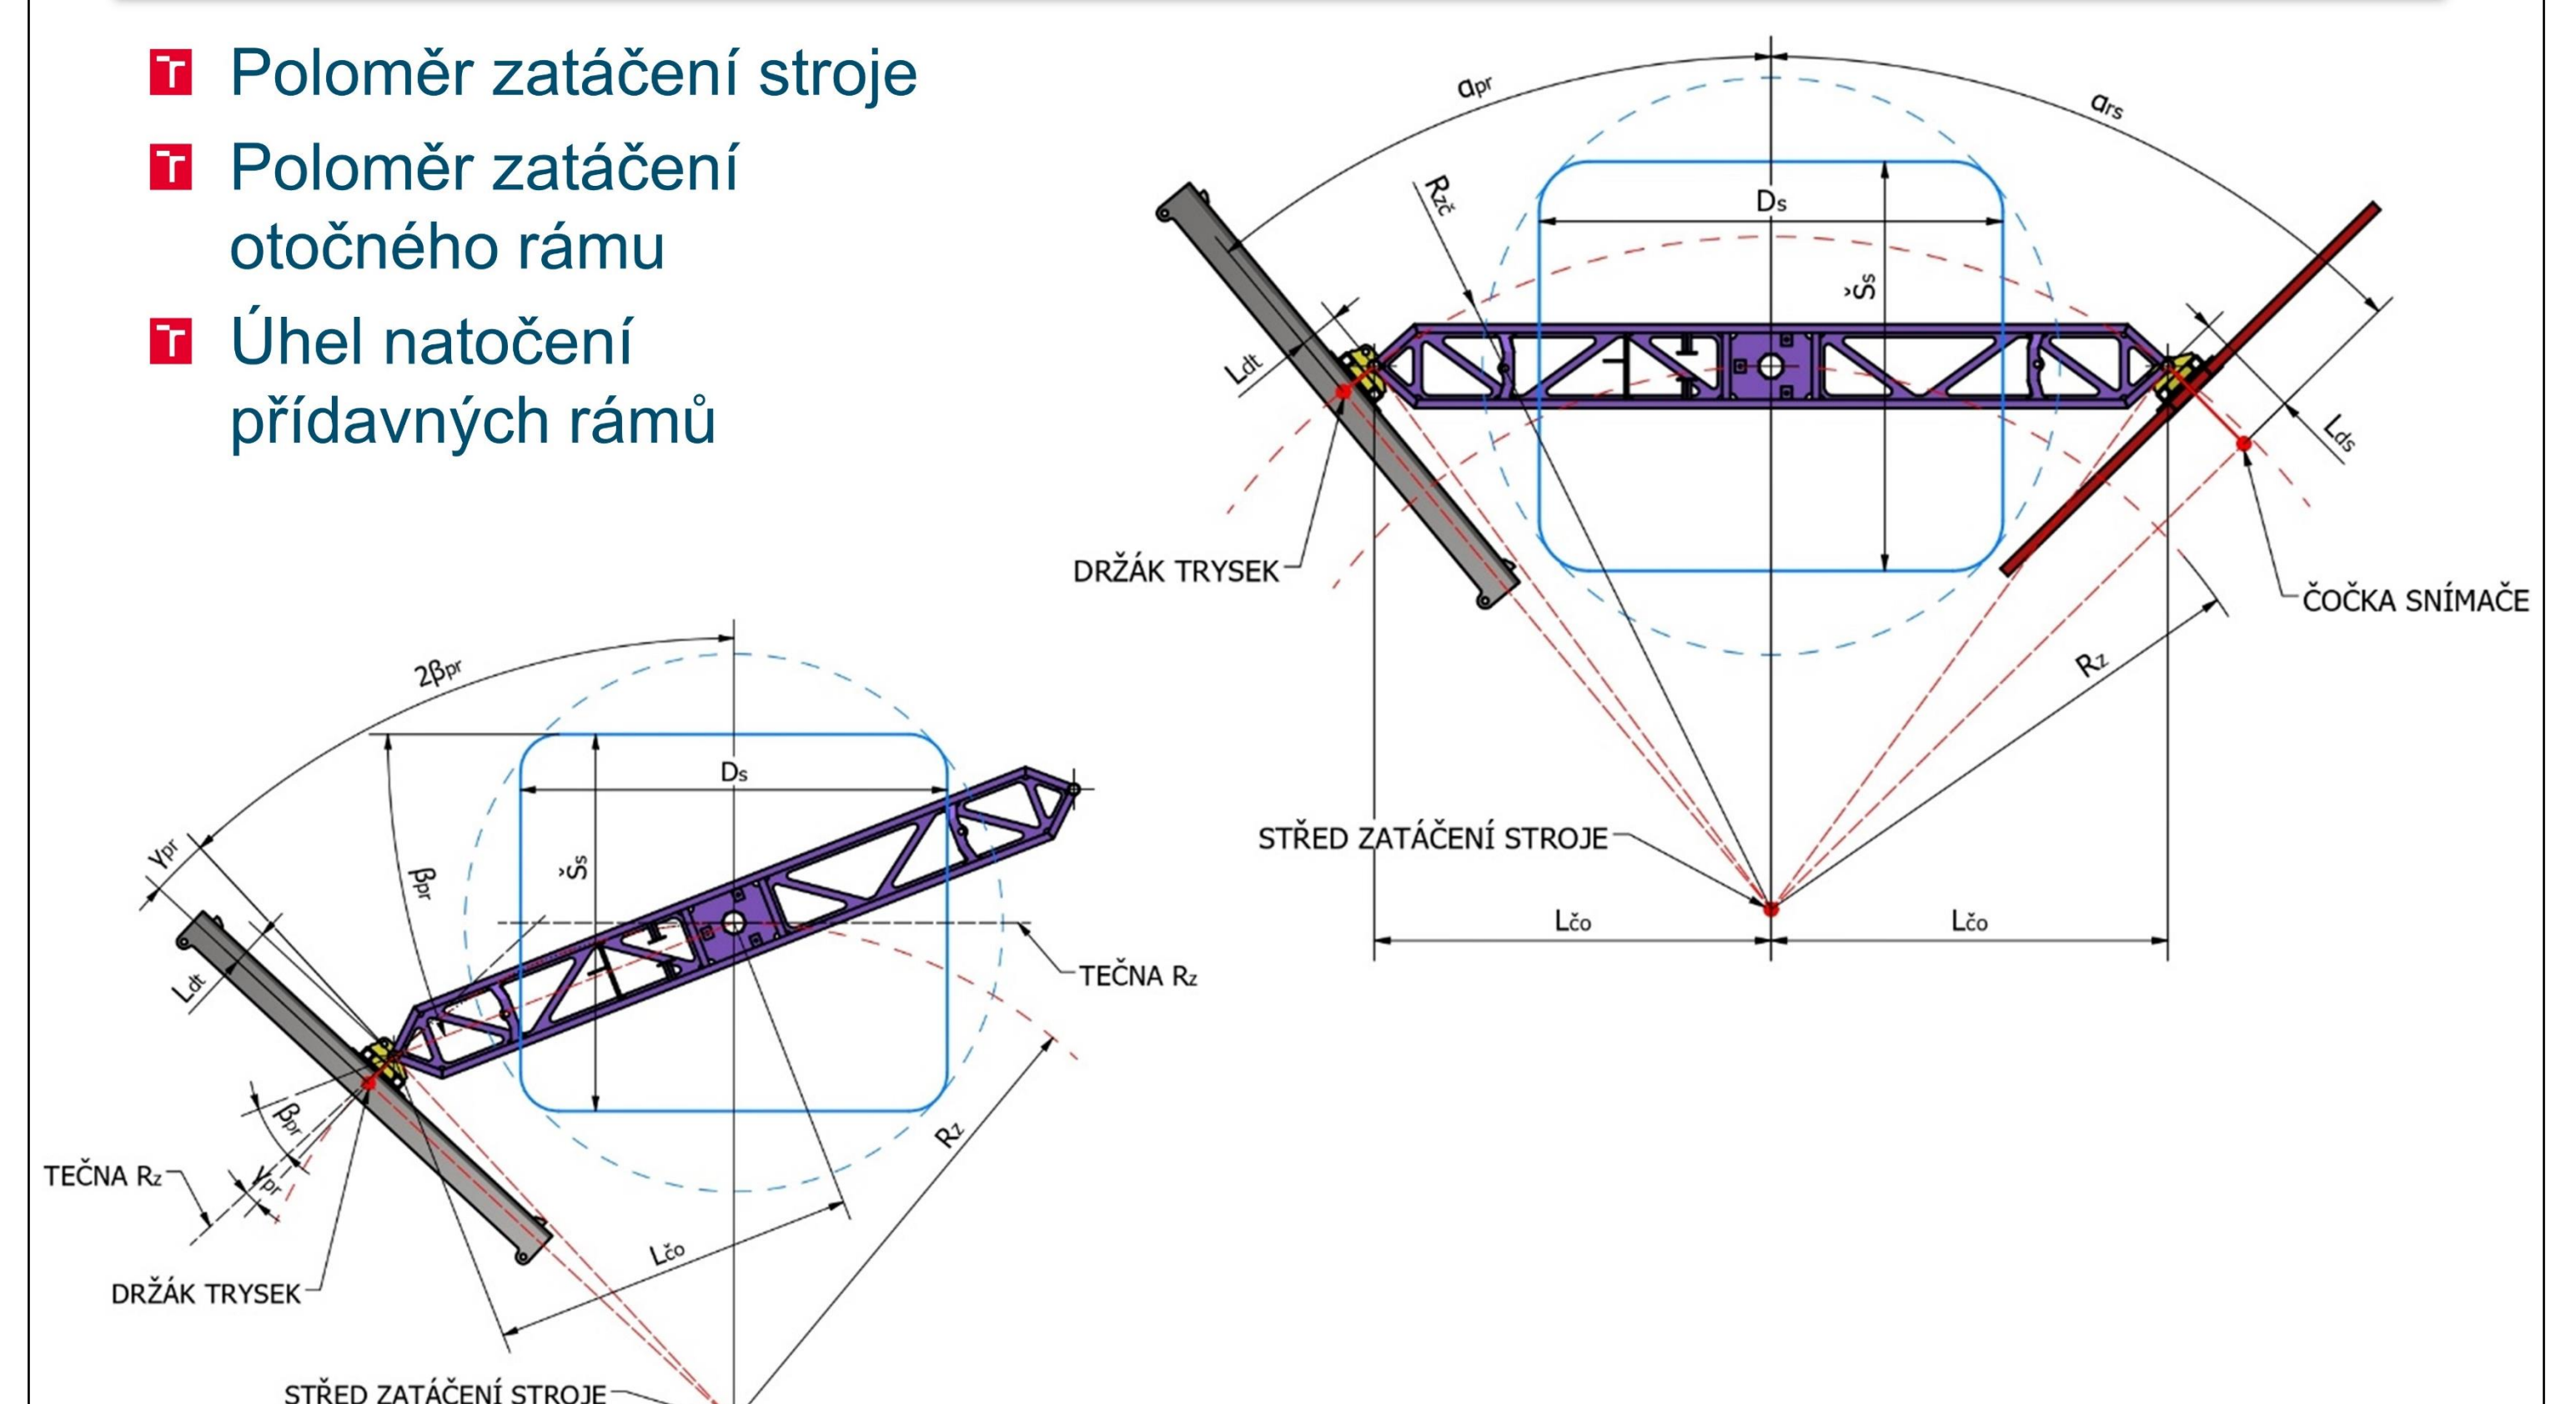 Poloměr zatáčení stroje
Poloměr zatáčení
otočného rámu
Úhel natočení
přídavných rámů
αpr
αrs
Rzč
Ds
Šs
Ldt
Lds
DRŽÁK TRYSEK
ČOČKA SNÍMAČE
Rz
STŘED ZATÁČENÍ STROJE
Lčo
Lčo
2βpr
Ds
γpr
βpr
Šs
Ldt
TEČNA Rz
βpr
Rz
TEČNA Rz
γpr
Lčo
DRŽÁK TRYSEK
STŘED ZATÁČENÍ STROJE